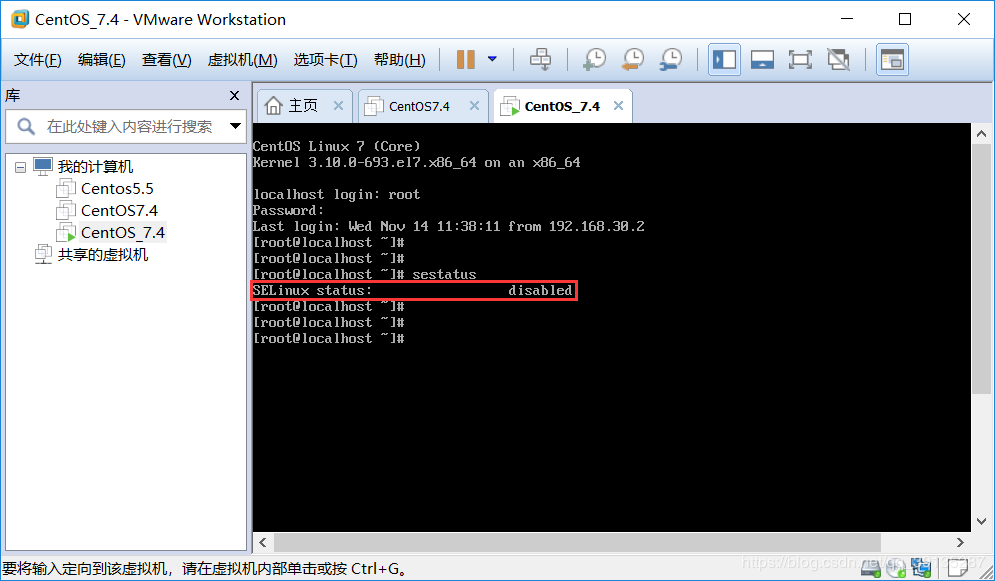 CentOS_7.4 - VMware Workstation
文件(F) 编辑(E) 查看(V) 虚拟机(M) 选项卡(T) 帮助(H)
库
在此处键入内容进行搜索
我的计算机
Centos5.5
CentOS7.4
CentOS_7.4
共享的虚拟机
主页 CentOS7.4 CentOS_7.4
CentOS Linux 7 (Core)
Kernel 3.10.0-693.el7.x86_64 on an x86_64
localhost login: root
Password:
Last login: Wed Nov 14 11:38:11 from 192.168.30.2
[root@localhost ~]#
[root@localhost ~]#
[root@localhost ~]# sestatus
SELinux status: disabled
[root@localhost ~]#
[root@localhost ~]#
[root@localhost ~]#
要将输入定向到该虚拟机，请在虚拟机内部单击或按 Ctrl+G。